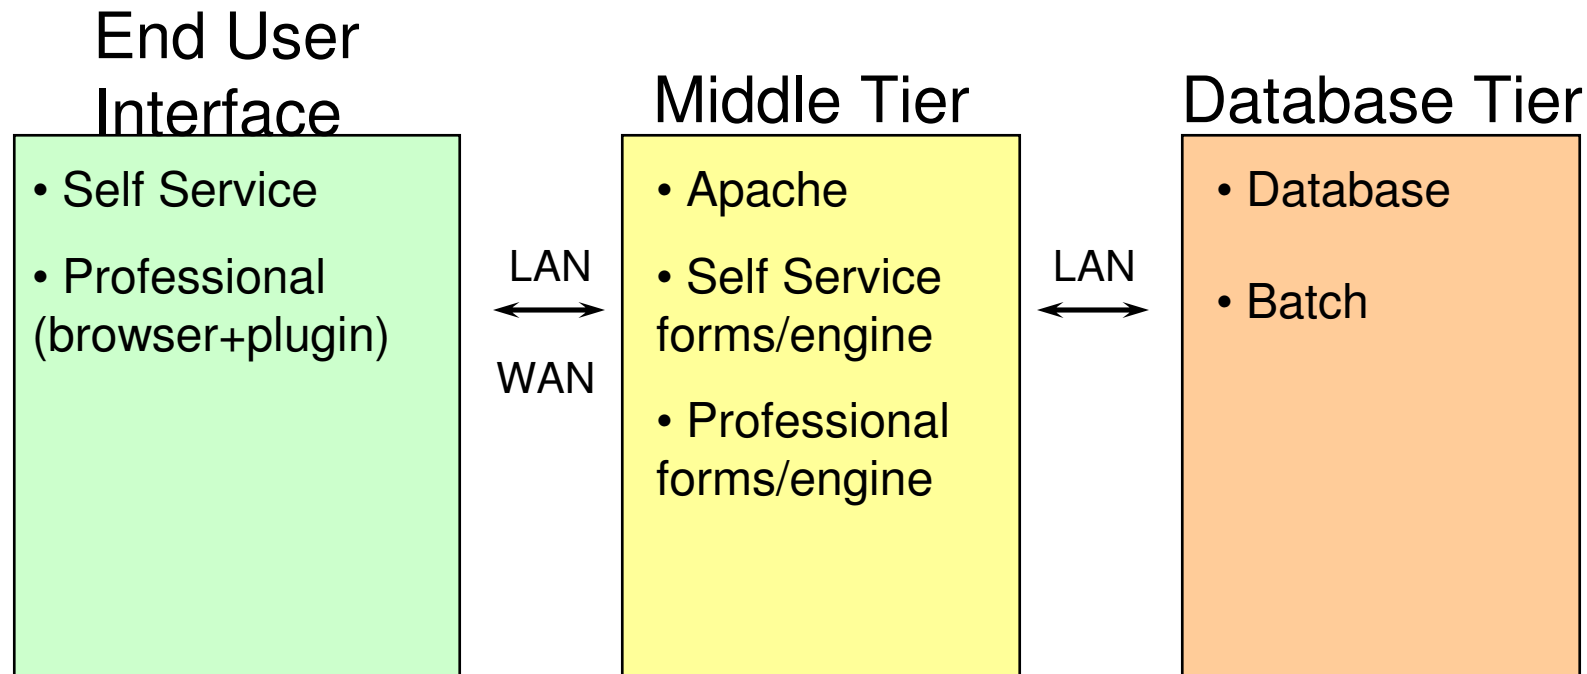 End User
Interface
• Self Service
• Professional
(browser+plugin)
LAN
WAN
Middle Tier
• Apache
• Self Service
forms/engine
• Professional
forms/engine
LAN
Database Tier
• Database
• Batch